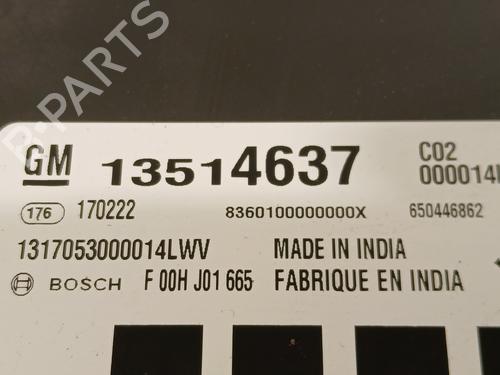 B-PARTS
GM 13514637 C02
000014
176 170222 8360100000000X 650446862
1317053000014LWV MADE IN INDIA
BOSCH F 00H J01 665 FABRIQUE EN INDIA